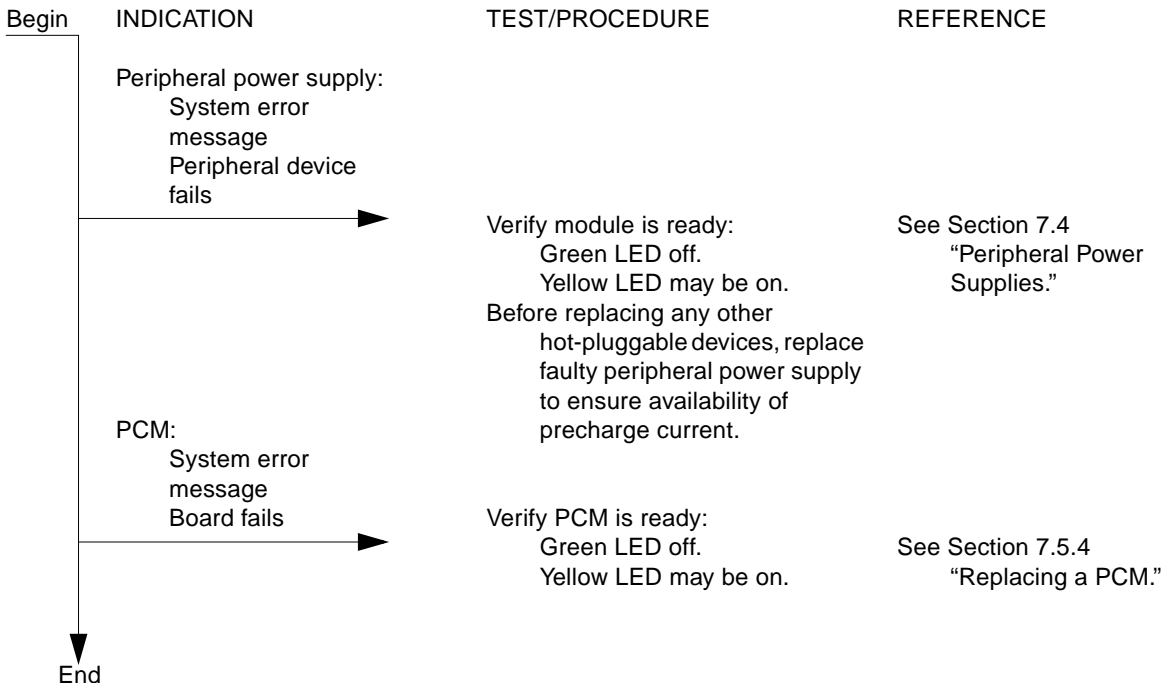 Begin INDICATION TEST/PROCEDURE REFERENCE
Peripheral power supply:
System error
message
Peripheral device
fails
Verify module is ready: See Section 7.4
Green LED off. “Peripheral Power
Yellow LED may be on. Supplies.”
Before replacing any other
hot-pluggable devices, replace
faulty peripheral power supply
to ensure availability of
precharge current.
PCM:
System error
message
Board fails
Verify PCM is ready:
Green LED off. See Section 7.5.4
Yellow LED may be on. “Replacing a PCM.”
End